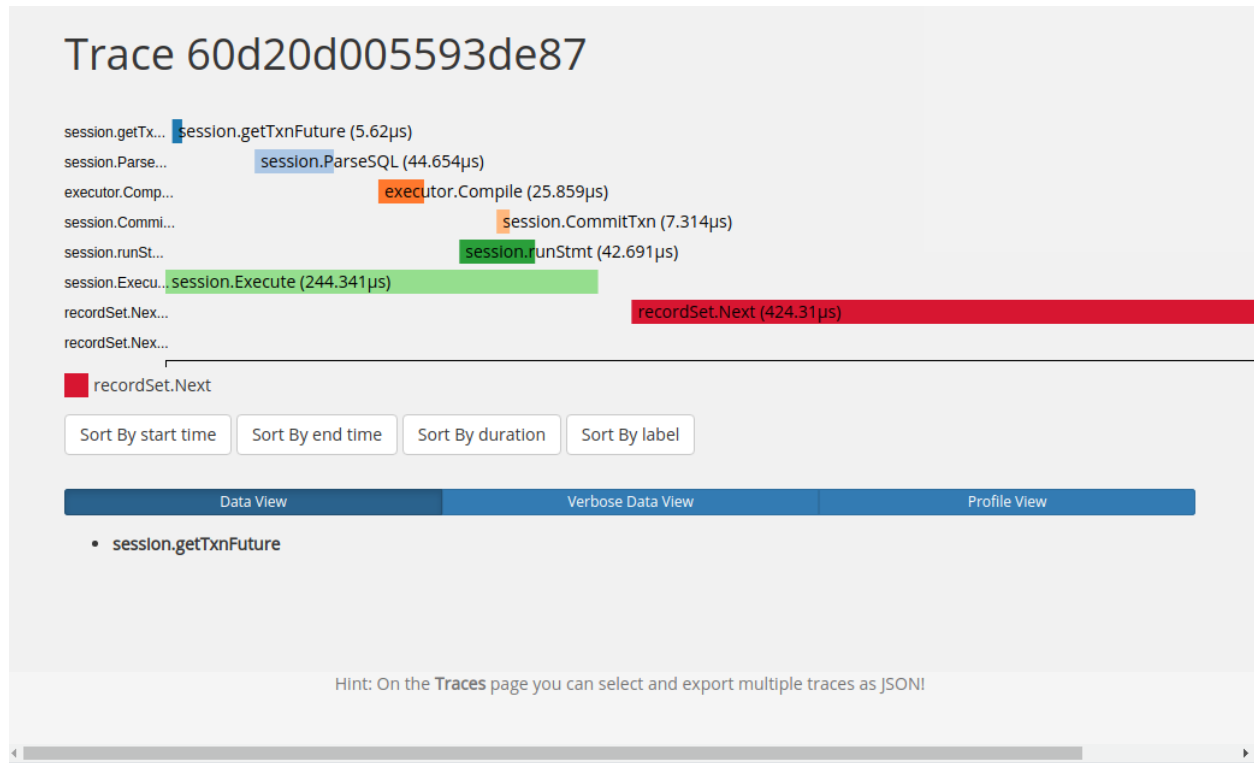 Trace 60d20d005593de87
session.getTx... session.getTxnFuture (5.62µs)
session.Parse... session.ParseSQL (44.654µs)
executor.Comp... executor.Compile (25.859µs)
session.Commi... session.CommitTxn (7.314µs)
session.runSt... session.runStmt (42.691µs)
session.Execu... session.Execute (244.341µs)
recordSet.Nex... recordSet.Next (424.31µs)
recordSet.Nex...
recordSet.Next
Sort By start time Sort By end time Sort By duration Sort By label
Data View Verbose Data View Profile View
• session.getTxnFuture
Hint: On the Traces page you can select and export multiple traces as JSON!